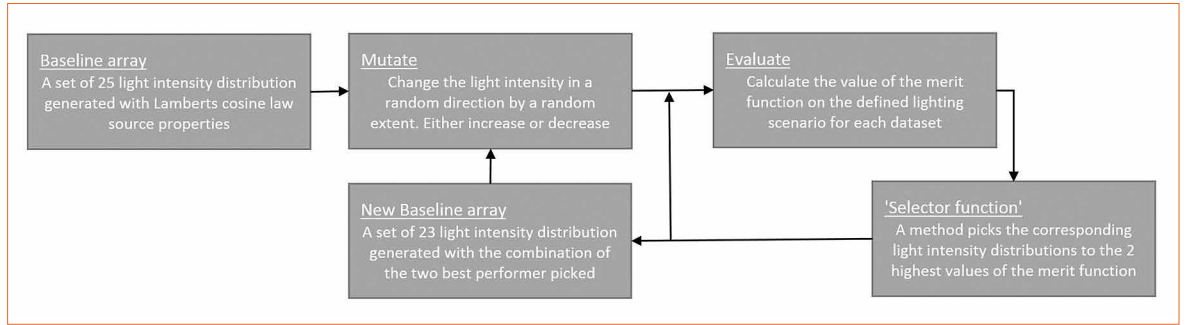 Baseline array
A set of 25 light intensity distribution
generated with Lamberts cosine law
source properties
Mutate
Change the light intensity in a
random direction by a random
extent. Either increase or decrease
Evaluate
Calculate the value of the merit
function on the defined lighting
scenario for each dataset
New Baseline array
A set of 23 light intensity distribution
generated with the combination of
the two best performer picked
'Selector function'
A method picks the corresponding
light intensity distributions to the 2
highest values of the merit function